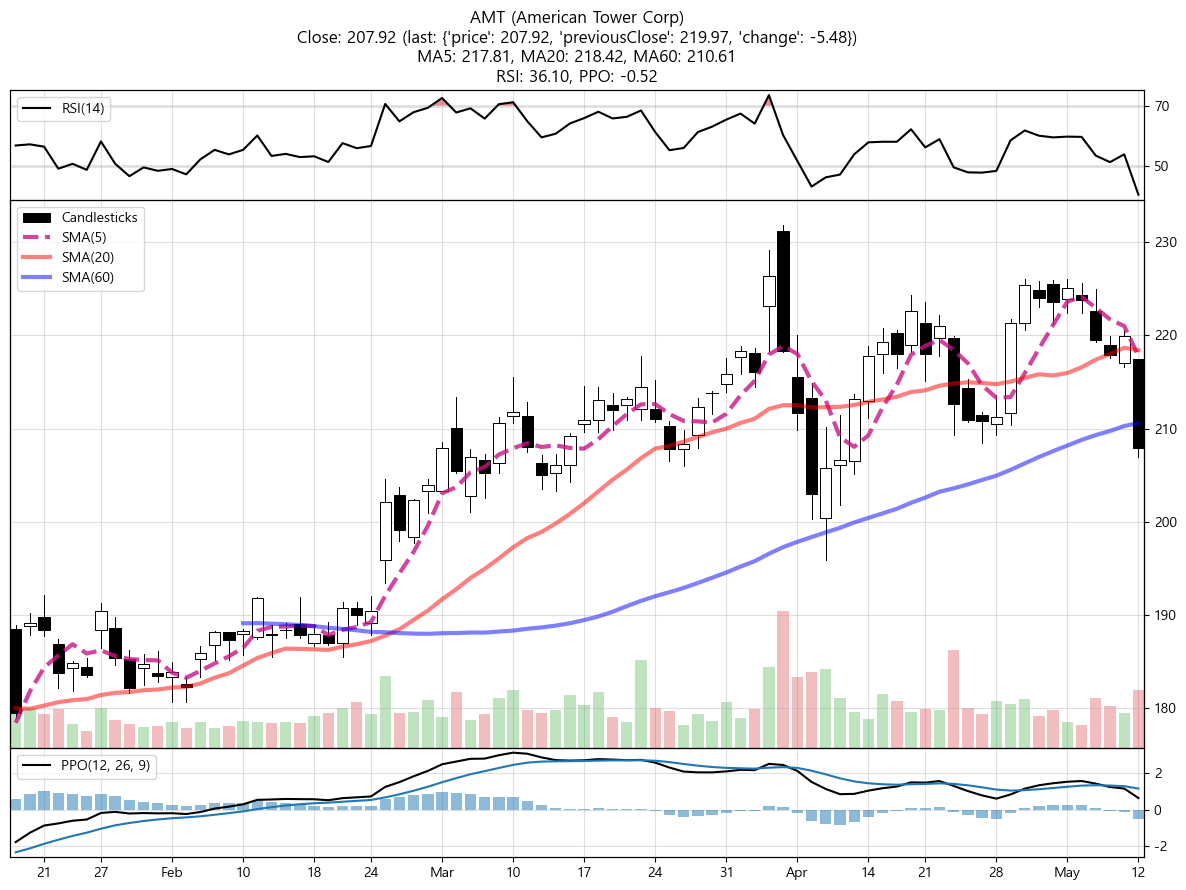 AMT (American Tower Corp)
Close: 207.92 (last: {'price': 207.92, 'previousClose': 219.97, 'change': -5.48})
MA5: 217.81, MA20: 218.42, MA60: 210.61
RSI: 36.10, PPO: -0.52
RSI(14)
70
50
Candlesticks
SMA(5)
SMA(20)
SMA(60)
230
220
210
200
190
180
PPO(12, 26, 9)
2
0
-2
21 27 Feb 10 18 24 Mar 10 17 24 31 Apr 14 21 28 May 12